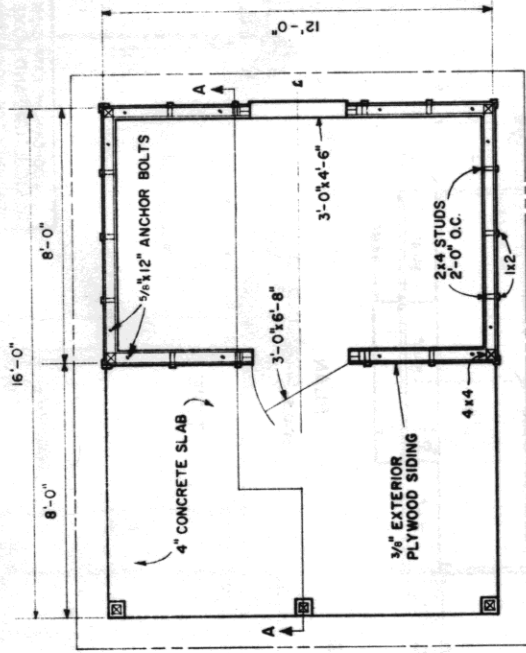 16'-0"
8'-0"
8'-0"
12'-0"
A
A
5/8"x12" ANCHOR BOLTS
4" CONCRETE SLAB
3'-0"x6'-8"
3'-0"x4'-6"
2x4 STUDS
2'-0" O.C.
1x2
4x4
3/8" EXTERIOR
PLYWOOD SIDING